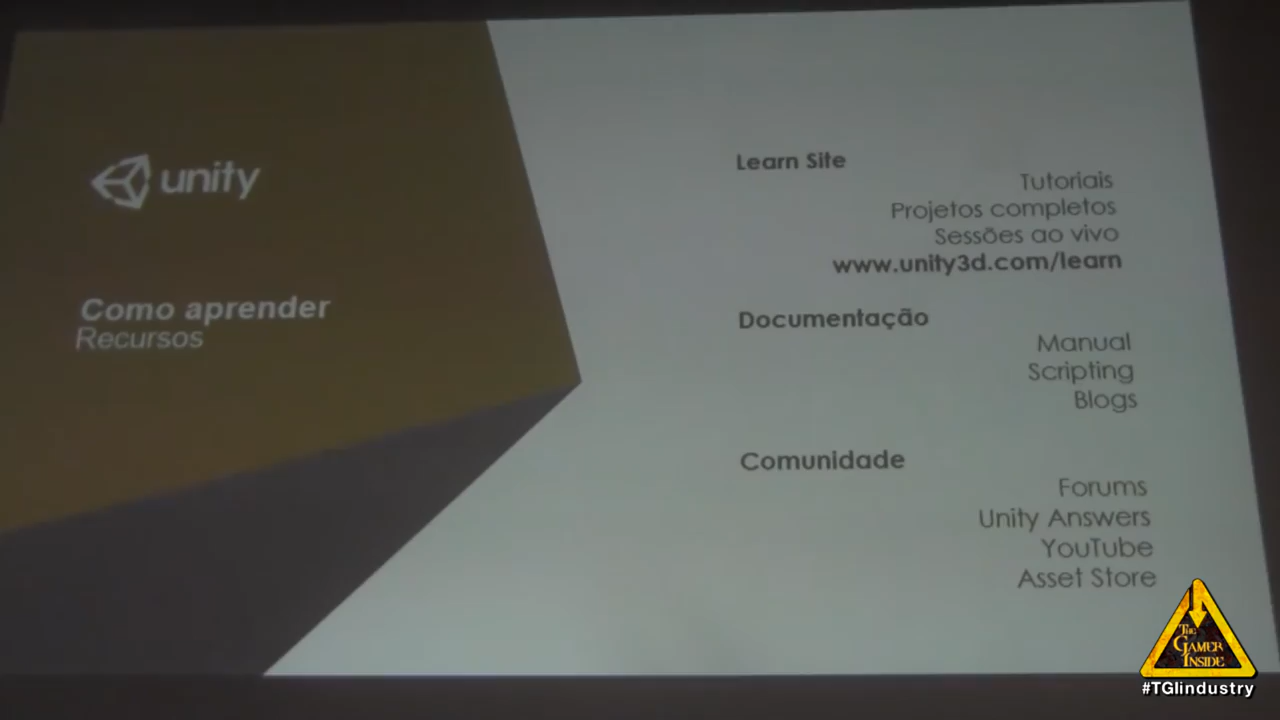 unity
Como aprender
Recursos
Learn Site
Tutoriais
Projetos completos
Sessões ao vivo
www.unity3d.com/learn
Documentação
Manual
Scripting
Blogs
Comunidade
Forums
Unity Answers
YouTube
Asset Store
The
Gamer
Inside
#TGIindustry